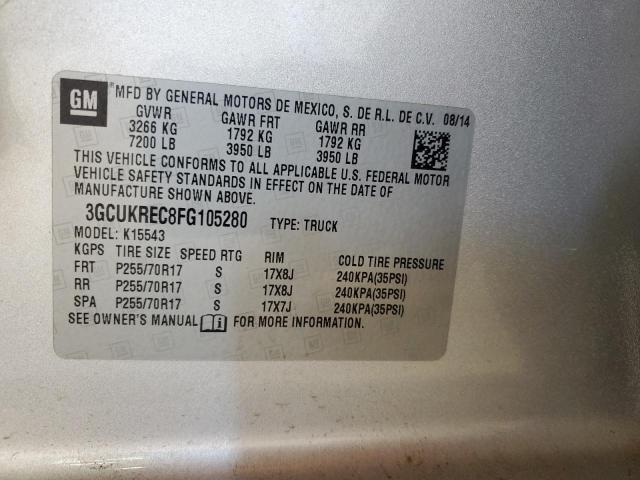 GM
MFD BY GENERAL MOTORS DE MEXICO, S. DE R.L. DE C.V. 08/14
GVWR GAWR FRT GAWR RR
3266 KG 1792 KG 1792 KG
7200 LB 3950 LB 3950 LB
THIS VEHICLE CONFORMS TO ALL APPLICABLE U.S. FEDERAL MOTOR
VEHICLE SAFETY STANDARDS IN EFFECT ON THE DATE OF
MANUFACTURE SHOWN ABOVE.
3GCUKREC8FG105280 TYPE: TRUCK
MODEL: K15543
KGPS TIRE SIZE SPEED RTG RIM COLD TIRE PRESSURE
FRT P255/70R17 S 17X8J 240KPA(35PSI)
RR P255/70R17 S 17X8J 240KPA(35PSI)
SPA P255/70R17 S 17X7J 240KPA(35PSI)
SEE OWNER'S MANUAL FOR MORE INFORMATION.